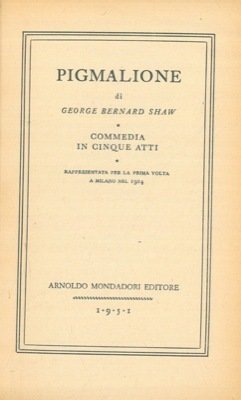 PIGMALIONE
di
GEORGE BERNARD SHAW
*
COMMEDIA
IN CINQUE ATTI
*
RAPPRESENTATA PER LA PRIMA VOLTA
A MILANO NEL 1914
ARNOLDO MONDADORI EDITORE
1•9•5•1